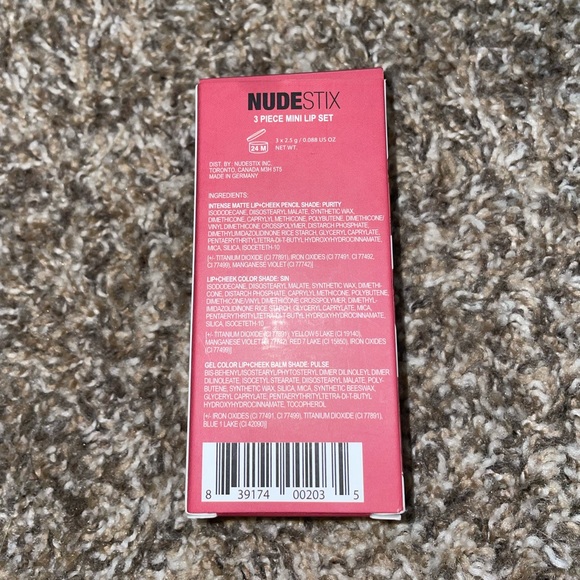 NUDESTIX
3 PIECE MINI LIP SET
24 M
3 x 2.5 g / 0.088 US OZ
NET WT.
DIST. BY : NUDESTIX INC.
TORONTO, CANADA M3H 5T5
MADE IN GERMANY
INGREDIENTS:
INTENSE MATTE LIP+CHEEK PENCIL SHADE: PURITY
ISODODECANE, DIISOSTEARYL MALATE, SYNTHETIC WAX,
DIMETHICONE, CAPRYLYL METHICONE, POLYBUTENE, DIMETHICONE/
VINYL DIMETHICONE CROSSPOLYMER, DISTARCH PHOSPHATE,
DIMETHYLIMIDAZOLIDINONE RICE STARCH, GLYCERYL CAPRYLATE,
PENTAERYTHRITYLTETRA-DI-T-BUTYL HYDROXYHYDROCINNAMATE,
MICA, SILICA, ISOCETETH-10
[+/- TITANIUM DIOXIDE (CI 77891), IRON OXIDES (CI 77491, CI 77492,
CI 77499), MANGANESE VIOLET (CI 77742)]
LIP+CHEEK COLOR SHADE: SIN
ISODODECANE, DIISOSTEARYL MALATE, SYNTHETIC WAX, DIMETHI-
CONE, DISTARCH PHOSPHATE, CAPRYLYL METHICONE, POLYBUTENE,
DIMETHICONE/VINYL DIMETHICONE CROSSPOLYMER, DIMETHYL-
IMIDAZOLIDINONE RICE STARCH, GLYCERYL CAPRYLATE, MICA,
PENTAERYTHRITYLTETRA-DI-T-BUTYL HYDROXYHYDROCINNAMATE,
SILICA, ISOCETETH-10
[+/- TITANIUM DIOXIDE (CI 77891), YELLOW 5 LAKE (CI 19140),
MANGANESE VIOLET (CI 77742), RED 7 LAKE (CI 15850), IRON OXIDES
(CI 77499)]
GEL COLOR LIP+CHEEK BALM SHADE: PULSE
BIS-BEHENYL/ISOSTEARYL/PHYTOSTERYL DIMER DILINOLEYL DIMER
DILINOLEATE, ISOCETYL STEARATE, DIISOSTEARYL MALATE, POLY-
BUTENE, SYNTHETIC WAX, SILICA, MICA, SYNTHETIC BEESWAX,
GLYCERYL CAPRYLATE, PENTAERYTHRITYLTETRA-DI-T-BUTYL
HYDROXYHYDROCINNAMATE, TOCOPHEROL
[+/- IRON OXIDES (CI 77491, CI 77499), TITANIUM DIOXIDE (CI 77891),
BLUE 1 LAKE (CI 42090)]
8 39174 00203 5